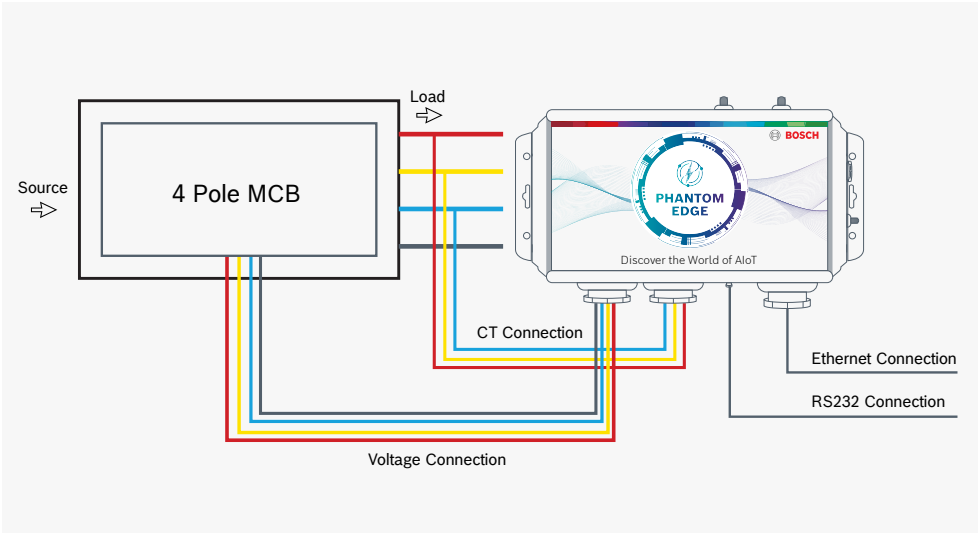 Load
Source
4 Pole MCB
BOSCH
PHANTOM
EDGE
Discover the World of AIoT
CT Connection
Ethernet Connection
RS232 Connection
Voltage Connection